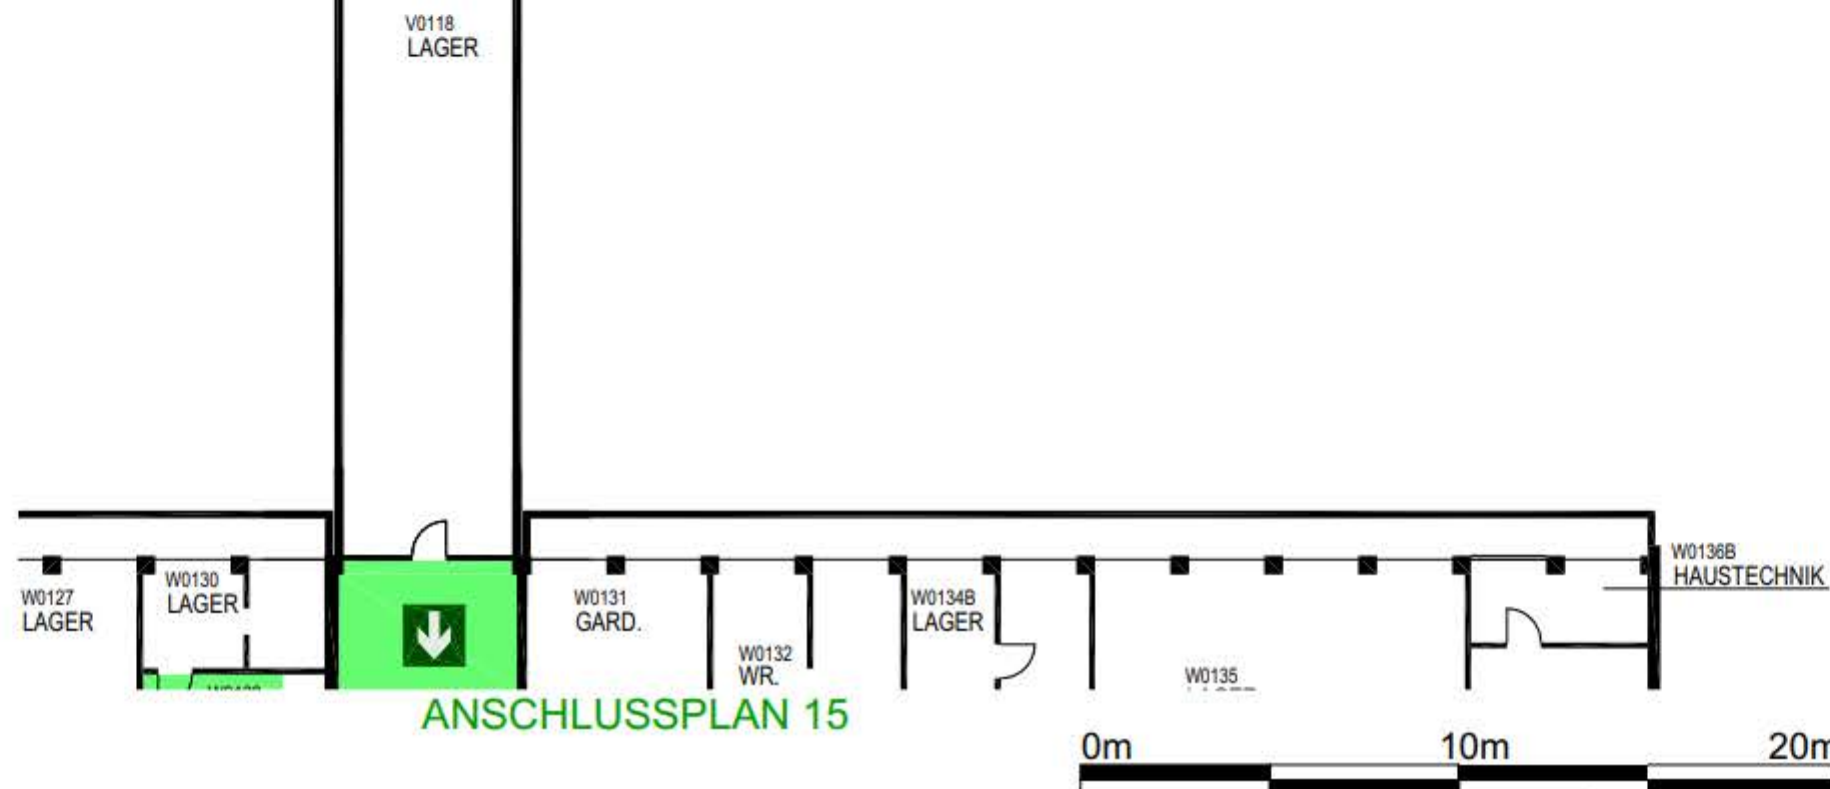 V0118
LAGER
W0136B
HAUSTECHNIK
W0127
LAGER
W0130
LAGER
W0131
GARD.
W0132
WR.
W0134B
LAGER
W0135
ANSCHLUSSPLAN 15
0m
10m